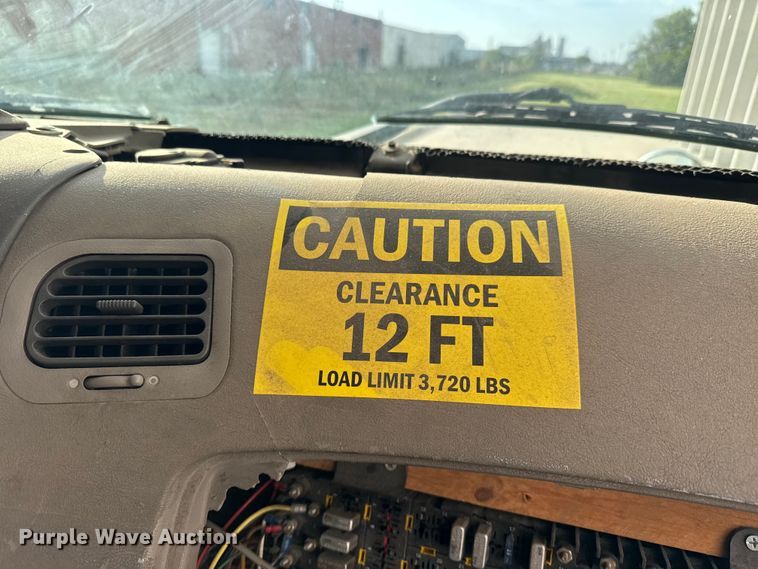 CAUTION
CLEARANCE
12 FT
LOAD LIMIT 3,720 LBS
Purple Wave Auction